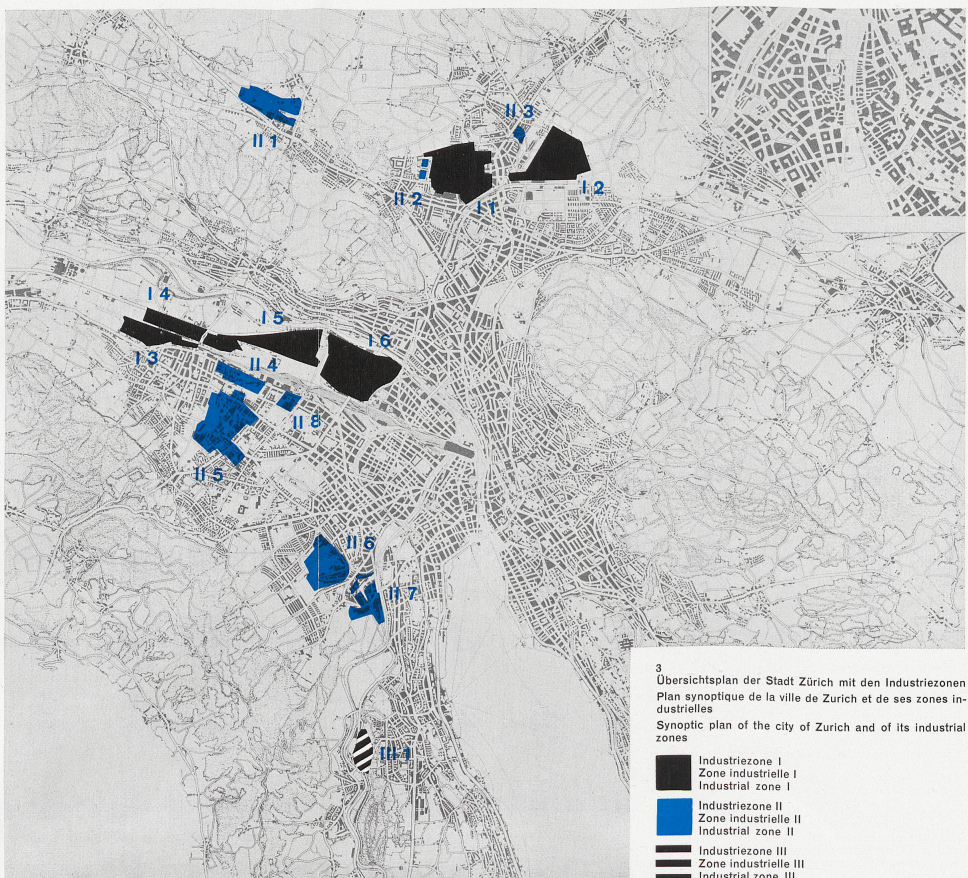 II 3
II 1
II 2
I 1
I 2
I 4
I 5
I 6
I 3
II 4
II 8
II 5
II 6
II 7
III 1
3
Übersichtsplan der Stadt Zürich mit den Industriezonen
Plan synoptique de la ville de Zurich et de ses zones in-
dustrielles
Synoptic plan of the city of Zurich and of its industrial
zones
Industriezone I
Zone industrielle I
Industrial zone I
Industriezone II
Zone industrielle II
Industrial zone II
Industriezone III
Zone industrielle III
Industrial zone III